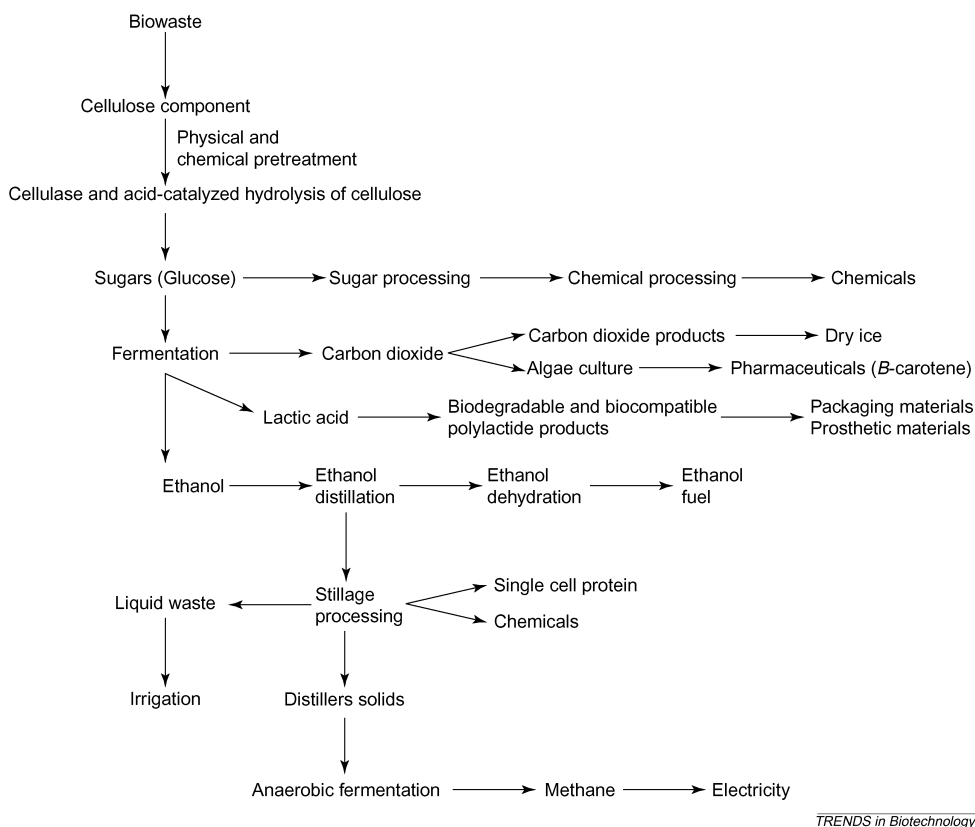 Biowaste
Cellulose component
Physical and
chemical pretreatment
Cellulase and acid-catalyzed hydrolysis of cellulose
Sugars (Glucose)
Sugar processing
Chemical processing
Chemicals
Fermentation
Carbon dioxide
Carbon dioxide products
Dry ice
Algae culture
Pharmaceuticals (B-carotene)
Lactic acid
Biodegradable and biocompatible
polylactide products
Packaging materials
Prosthetic materials
Ethanol
Ethanol
distillation
Ethanol
dehydration
Ethanol
fuel
Liquid waste
Stillage
processing
Single cell protein
Chemicals
Irrigation
Distillers solids
Anaerobic fermentation
Methane
Electricity
TRENDS in Biotechnology